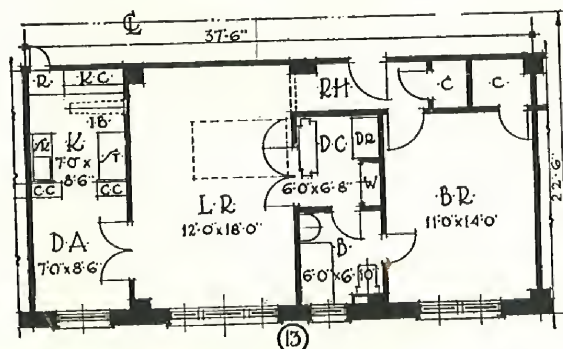 CL
37'-6"
R.
K.C.
R.H.
C.
C.
I.B.
K.
7'0" x 8'6"
D.C.
DR
6'0" x 6'-8"
W
C.C.
C.C.
L.R.
12'-0" x 18'-0"
B.R.
11'0" x 14'0"
22'-6"
D.A.
7'0" x 8'6"
B.
6'0" x 6'10"
13